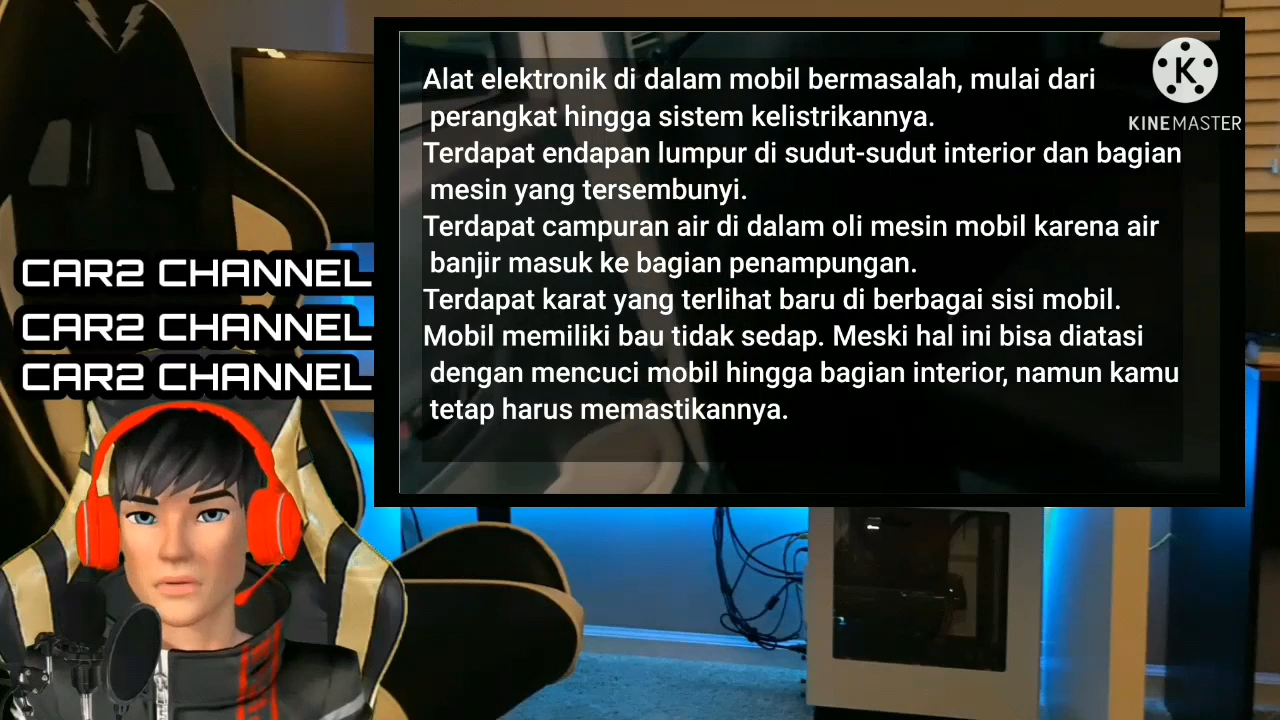 Alat elektronik di dalam mobil bermasalah, mulai dari
perangkat hingga sistem kelistrikannya.
Terdapat endapan lumpur di sudut-sudut interior dan bagian
mesin yang tersembunyi.
Terdapat campuran air di dalam oli mesin mobil karena air
banjir masuk ke bagian penampungan.
Terdapat karat yang terlihat baru di berbagai sisi mobil.
Mobil memiliki bau tidak sedap. Meski hal ini bisa diatasi
dengan mencuci mobil hingga bagian interior, namun kamu
tetap harus memastikannya.
K
KINEMASTER
CAR2 CHANNEL
CAR2 CHANNEL
CAR2 CHANNEL